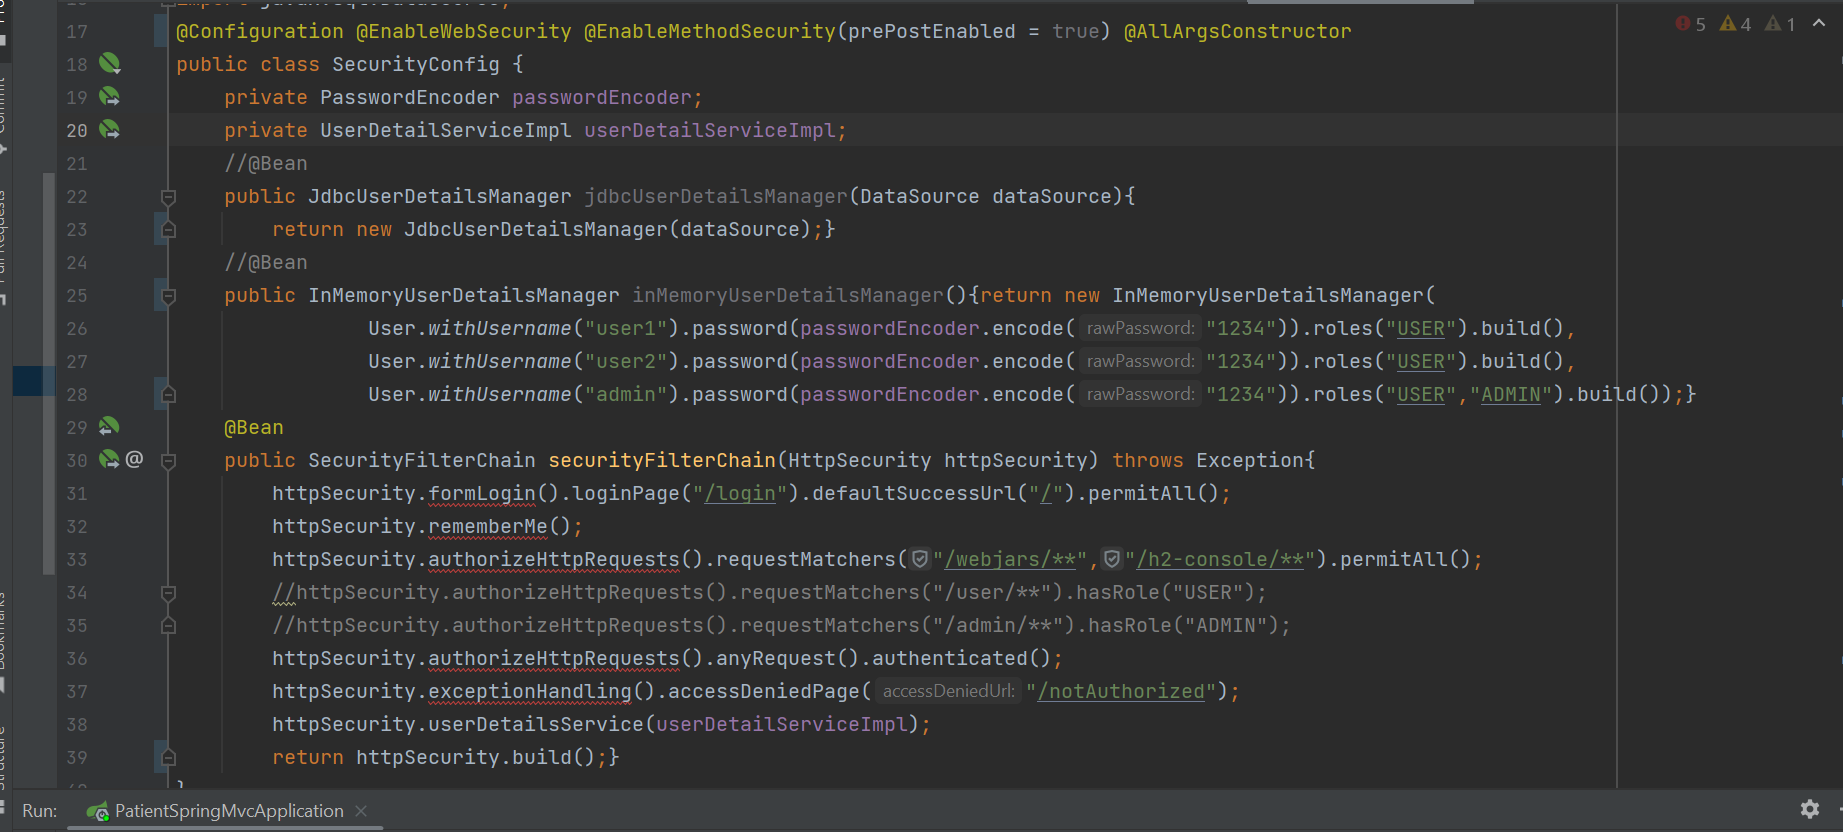 17 @Configuration @EnableWebSecurity @EnableMethodSecurity(prePostEnabled = true) @AllArgsConstructor
5 4 1
18 public class SecurityConfig {
19 private PasswordEncoder passwordEncoder;
20 private UserDetailServiceImpl userDetailServiceImpl;
21 //@Bean
22 public JdbcUserDetailsManager jdbcUserDetailsManager(DataSource dataSource){
23 return new JdbcUserDetailsManager(dataSource);}
24 //@Bean
25 public InMemoryUserDetailsManager inMemoryUserDetailsManager(){return new InMemoryUserDetailsManager(
26 User.withUsername("user1").password(passwordEncoder.encode( rawPassword: "1234")).roles("USER").build(),
27 User.withUsername("user2").password(passwordEncoder.encode( rawPassword: "1234")).roles("USER").build(),
28 User.withUsername("admin").password(passwordEncoder.encode( rawPassword: "1234")).roles("USER","ADMIN").build());}
29 @Bean
30 @ public SecurityFilterChain securityFilterChain(HttpSecurity httpSecurity) throws Exception{
31 httpSecurity.formLogin().loginPage("/login").defaultSuccessUrl("/").permitAll();
32 httpSecurity.rememberMe();
33 httpSecurity.authorizeHttpRequests().requestMatchers("/webjars/**","/h2-console/**").permitAll();
34 //httpSecurity.authorizeHttpRequests().requestMatchers("/user/**").hasRole("USER");
35 //httpSecurity.authorizeHttpRequests().requestMatchers("/admin/**").hasRole("ADMIN");
36 httpSecurity.authorizeHttpRequests().anyRequest().authenticated();
37 httpSecurity.exceptionHandling().accessDeniedPage( accessDeniedUrl: "/notAuthorized");
38 httpSecurity.userDetailsService(userDetailServiceImpl);
39 return httpSecurity.build();}
}
Run: PatientSpringMvcApplication